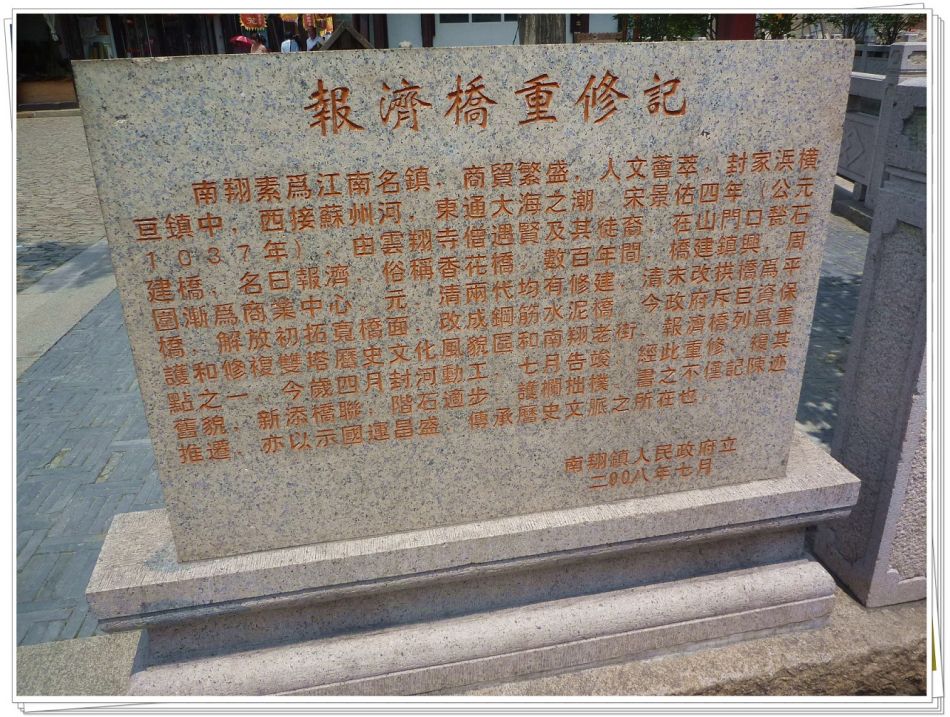 報濟橋重修記
南翔素爲江南名鎮，商貿繁盛，人文薈萃，封家浜橫
亘鎮中，西接蘇州河，東通大海之潮，宋景佑四年（公元
1037年），由雲翔寺僧遇賢及其徒裔，在山門口甃石
建橋、名曰報濟，俗稱香花橋，數百年間，橋建鎮興，周
圍漸爲商業中心，元、清兩代均有修建，清末改拱橋爲平
橋，解放初拓寬橋面，改成鋼筋水泥橋，今政府斥巨資保
護和修複雙塔曆史文化風貌區和南翔老街，報濟橋列爲重
點之一，今歲四月封河動工，七月告竣，經此重修，複其
舊貌，新添橋聯，階石適步，護欄拙樸，書之不僅記陳迹
推遷、亦以示國運昌盛，傳承曆史文脈之所在也。
南翔鎮人民政府立
二00八年七月